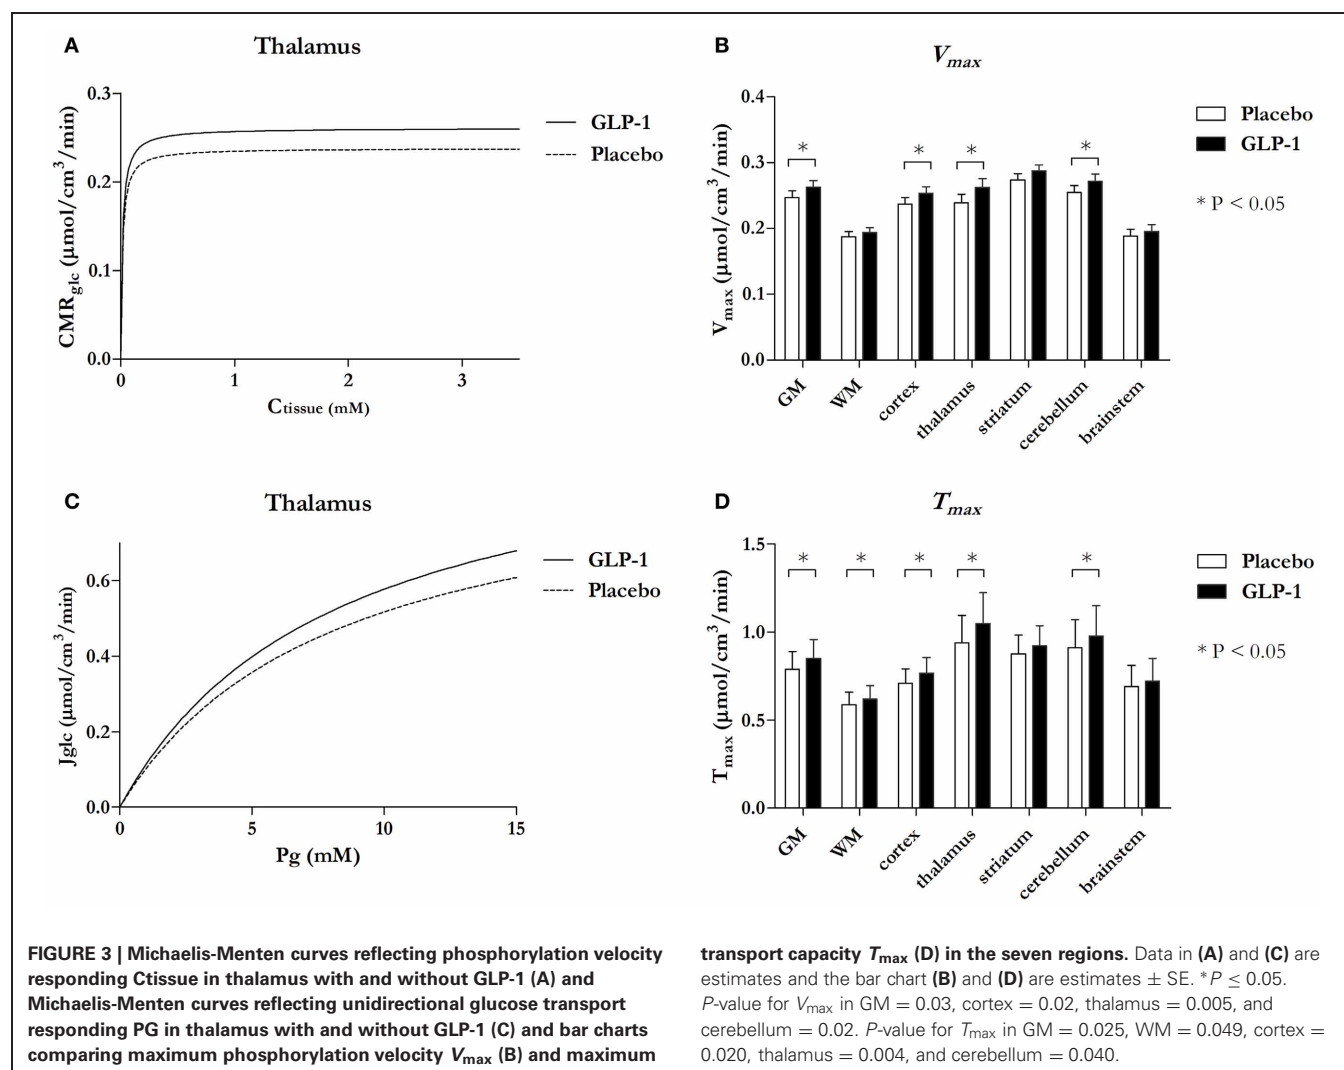 A
Thalamus
0.3
0.2
0.1
0.0
CMRglc (μmol/cm³/min)
0
1
2
3
Ctissue (mM)
GLP-1
Placebo
B
Vmax
0.4
0.3
0.2
0.1
0.0
Vmax (μmol/cm³/min)
*
*
*
*
GM
WM
cortex
thalamus
striatum
cerebellum
brainstem
Placebo
GLP-1
* P < 0.05
C
Thalamus
0.6
0.4
0.2
0.0
Jglc (μmol/cm³/min)
0
5
10
15
Pg (mM)
GLP-1
Placebo
D
Tmax
1.5
1.0
0.5
0.0
Tmax (μmol/cm³/min)
*
*
*
*
*
GM
WM
cortex
thalamus
striatum
cerebellum
brainstem
Placebo
GLP-1
* P < 0.05
FIGURE 3 | Michaelis-Menten curves reflecting phosphorylation velocity
responding Ctissue in thalamus with and without GLP-1 (A) and
Michaelis-Menten curves reflecting unidirectional glucose transport
responding PG in thalamus with and without GLP-1 (C) and bar charts
comparing maximum phosphorylation velocity Vmax (B) and maximum
transport capacity Tmax (D) in the seven regions. Data in (A) and (C) are
estimates and the bar chart (B) and (D) are estimates ± SE. *P ≤ 0.05.
P-value for Vmax in GM = 0.03, cortex = 0.02, thalamus = 0.005, and
cerebellum = 0.02. P-value for Tmax in GM = 0.025, WM = 0.049, cortex =
0.020, thalamus = 0.004, and cerebellum = 0.040.